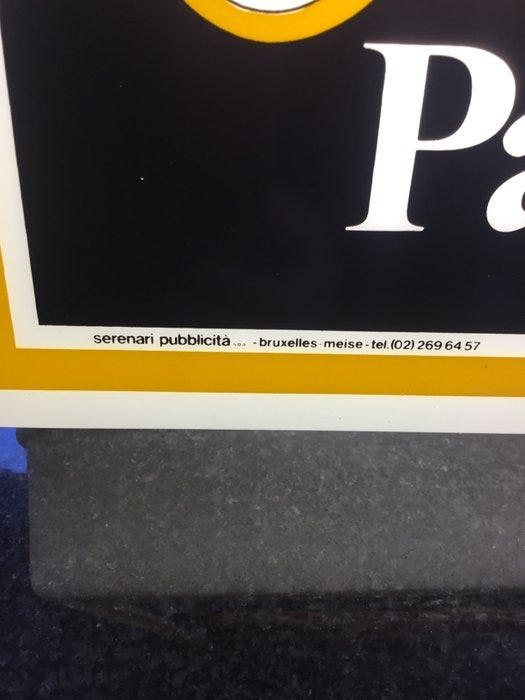 Pa
serenari pubblicità s.p.a. - bruxelles - meise - tel. (02) 269 64 57